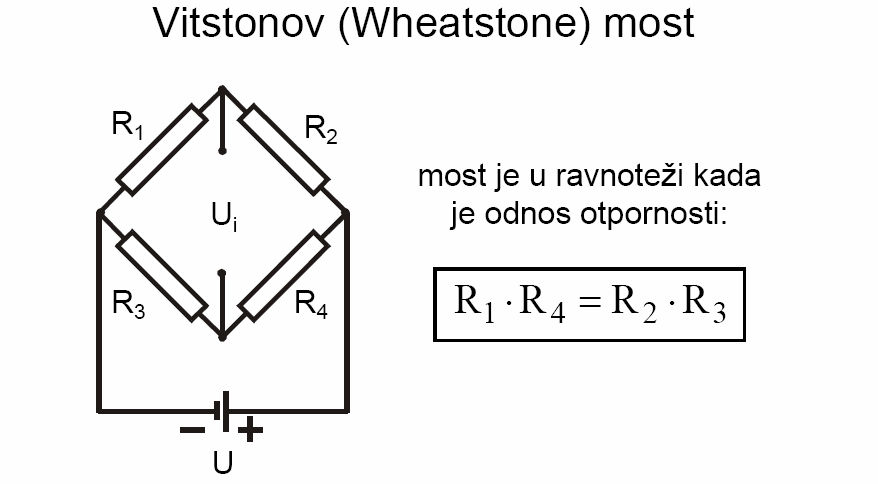 Vitstonov (Wheatstone) most
R₁
R₂
most je u ravnoteži kada
je odnos otpornosti:
Uᵢ
R₁ · R₄ = R₂ · R₃
R₃
R₄
− +
U